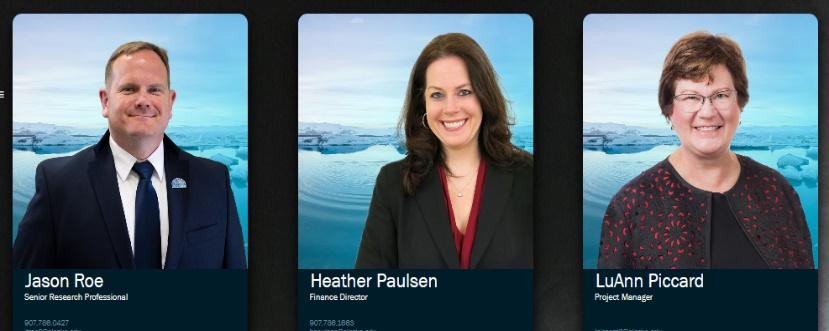 Jason Roe
Senior Research Professional
907.786.0427
Heather Paulsen
Finance Director
907.786.1663
LuAnn Piccard
Project Manager